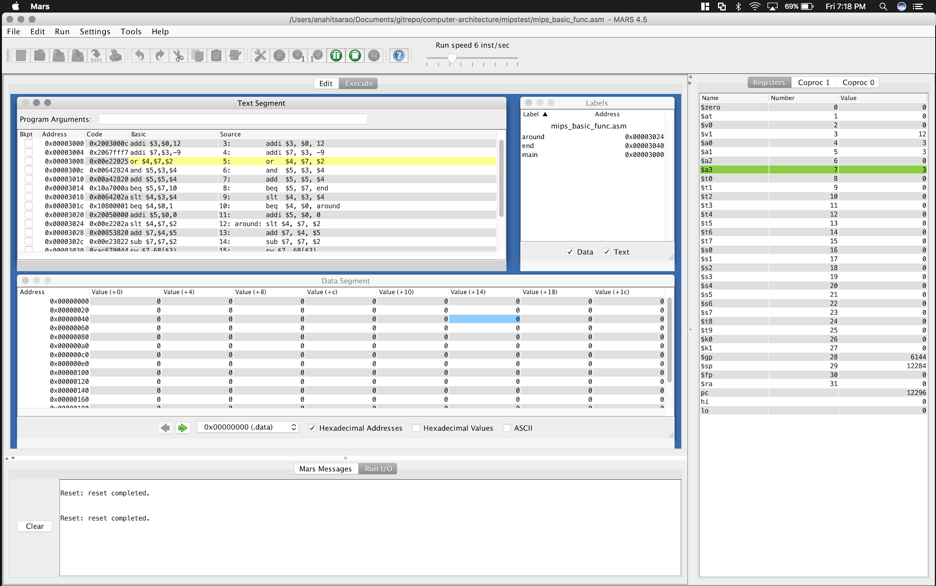 Mars
69% Fri 7:18 PM
/Users/anahitsarao/Documents/gitrepo/computer-architecture/mipstest/mips_basic_func.asm - MARS 4.5
File Edit Run Settings Tools Help
Run speed 6 inst/sec
Edit Execute
Text Segment
Program Arguments:
Bkpt Address Code Basic Source
0x00003000 0x2003000c addi $3,$0,12 3: addi $3, $0, 12
0x00003004 0x2067fff7 addi $7,$3,-9 4: addi $7, $3, -9
0x00003008 0x00e22025 or $4,$7,$2 5: or $4, $7, $2
0x0000300c 0x00642824 and $5,$3,$4 6: and $5, $3, $4
0x00003010 0x00a42820 add $5,$5,$4 7: add $5, $5, $4
0x00003014 0x10a7000a beq $5,$7,10 8: beq $5, $7, end
0x00003018 0x0064202a slt $4,$3,$4 9: slt $4, $3, $4
0x0000301c 0x10800001 beq $4,$0,1 10: beq $4, $0, around
0x00003020 0x20050000 addi $5,$0,0 11: addi $5, $0, 0
0x00003024 0x00e2202a slt $4,$7,$2 12: around: slt $4, $7, $2
0x00003028 0x00853820 add $7,$4,$5 13: add $7, $4, $5
0x0000302c 0x00e23822 sub $7,$7,$2 14: sub $7, $7, $2
0x00003030 0xac670044 sw $7,68($3) 15: sw $7, 68($3)
Labels
Label ▲ Address
mips_basic_func.asm
around 0x00003024
end 0x00003040
main 0x00003000
Data Text
Data Segment
Address Value (+0) Value (+4) Value (+8) Value (+c) Value (+10) Value (+14) Value (+18) Value (+1c)
0x00000000 0 0 0 0 0 0 0 0
0x00000020 0 0 0 0 0 0 0 0
0x00000040 0 0 0 0 0 0 0 0
0x00000060 0 0 0 0 0 0 0 0
0x00000080 0 0 0 0 0 0 0 0
0x000000a0 0 0 0 0 0 0 0 0
0x000000c0 0 0 0 0 0 0 0 0
0x000000e0 0 0 0 0 0 0 0 0
0x00000100 0 0 0 0 0 0 0 0
0x00000120 0 0 0 0 0 0 0 0
0x00000140 0 0 0 0 0 0 0 0
0x00000160 0 0 0 0 0 0 0 0
0x00000000 (.data) Hexadecimal Addresses Hexadecimal Values ASCII
Mars Messages Run I/O
Reset: reset completed.
Reset: reset completed.
Clear
Registers Coproc 1 Coproc 0
Name Number Value
$zero 0 0
$at 1 0
$v0 2 0
$v1 3 12
$a0 4 3
$a1 5 3
$a2 6 0
$a3 7 3
$t0 8 0
$t1 9 0
$t2 10 0
$t3 11 0
$t4 12 0
$t5 13 0
$t6 14 0
$t7 15 0
$s0 16 0
$s1 17 0
$s2 18 0
$s3 19 0
$s4 20 0
$s5 21 0
$s6 22 0
$s7 23 0
$t8 24 0
$t9 25 0
$k0 26 0
$k1 27 0
$gp 28 6144
$sp 29 12284
$fp 30 0
$ra 31 0
pc 12296
hi 0
lo 0